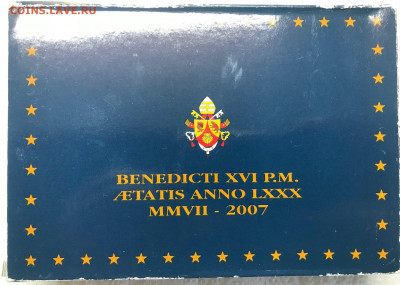 COINS.LAVE.RU
BENEDICTI XVI P.M.
ÆTATIS ANNO LXXX
MMVII - 2007